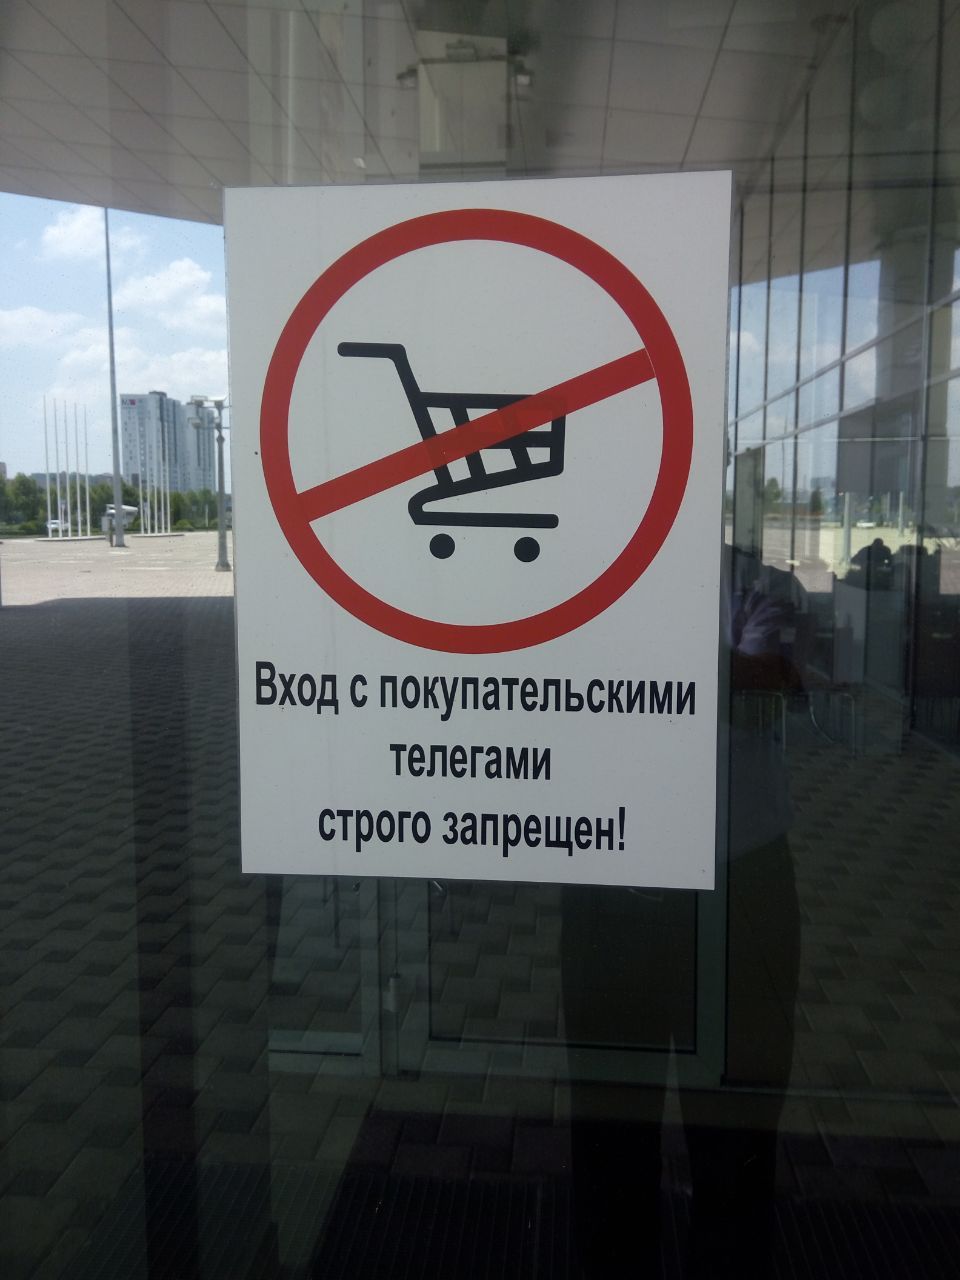 Вход с покупательскими
телегами
строго запрещен!